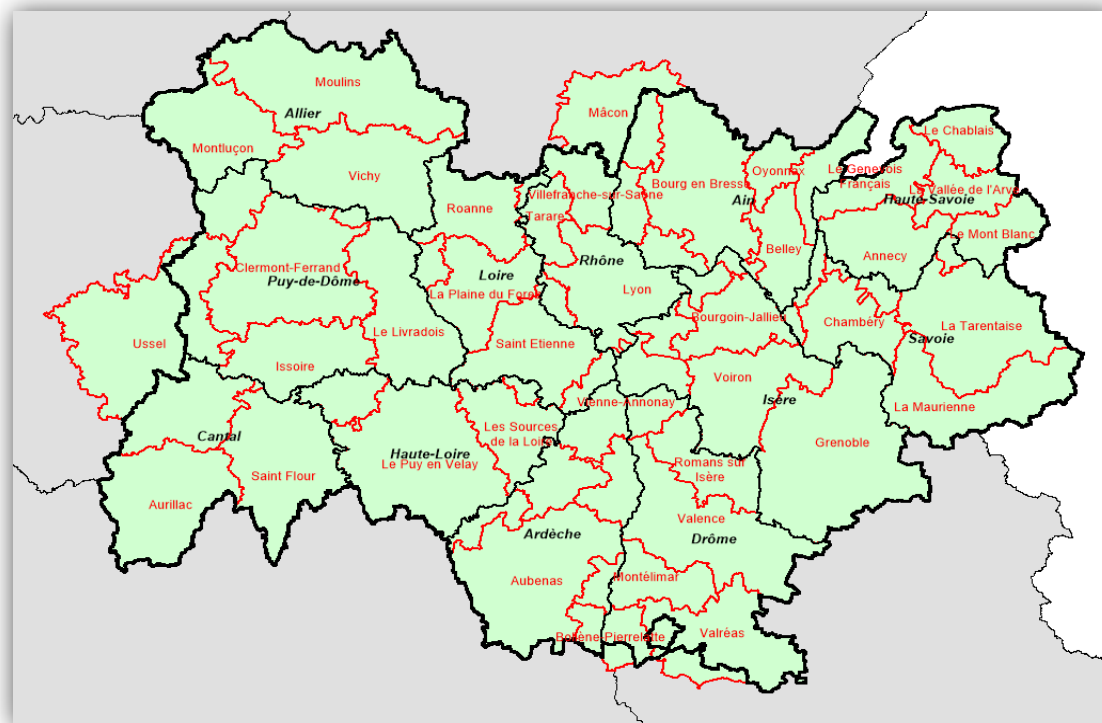 Moulins
Allier
Mâcon
Le Chablais
Montluçon
Vichy
Bourg en Bresse
Oyonnax
Le Genevois
Français
La Vallée de l'Arve
Haute-Savoie
Villefranche-sur-Saône
Ain
Roanne
Tarare
Le Mont Blanc
Belley
Annecy
Clermont-Ferrand
Puy-de-Dôme
Loire
Rhône
La Plaine du Forez
Lyon
Bourgoin-Jallieu
Chambéry
La Tarentaise
Ussel
Le Livradois
Saint Etienne
Savoie
Issoire
Voiron
Isère
La Maurienne
Vienne-Annonay
Cantal
Les Sources
de la Loire
Grenoble
Haute-Loire
Le Puy en Velay
Romans sur
Isère
Saint Flour
Aurillac
Valence
Ardèche
Drôme
Aubenas
Montélimar
Bollène-Pierrelatte
Valréas